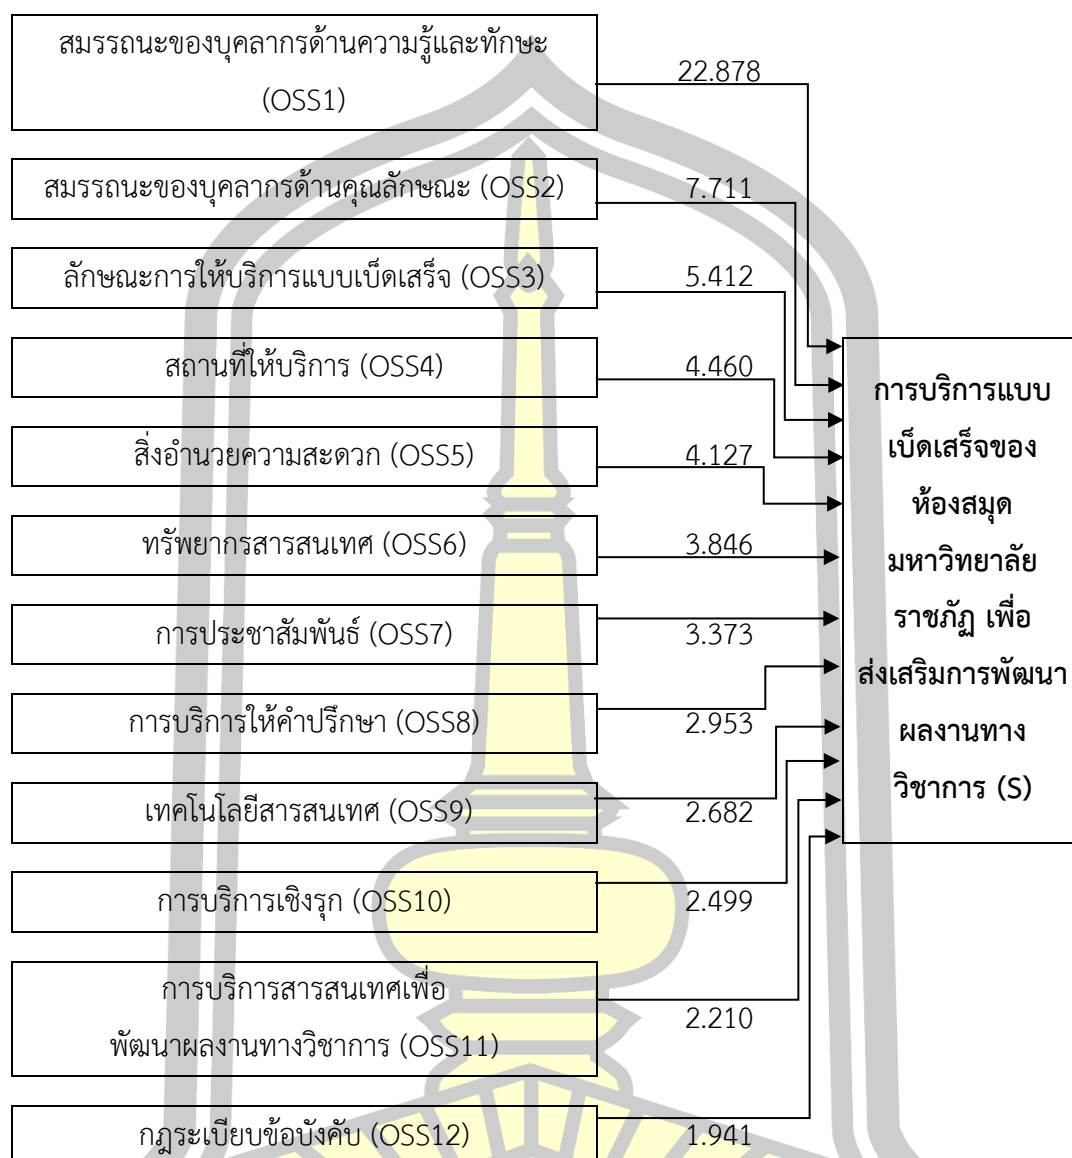 สมรรถนะของบุคลากรด้านความรู้และทักษะ
(OSS1)
22.878
สมรรถนะของบุคลากรด้านคุณลักษณะ (OSS2)
7.711
ลักษณะการให้บริการแบบเบ็ดเสร็จ (OSS3)
5.412
สถานที่ให้บริการ (OSS4)
4.460
สิ่งอำนวยความสะดวก (OSS5)
4.127
ทรัพยากรสารสนเทศ (OSS6)
3.846
การประชาสัมพันธ์ (OSS7)
3.373
การบริการให้คำปรึกษา (OSS8)
2.953
เทคโนโลยีสารสนเทศ (OSS9)
2.682
การบริการเชิงรุก (OSS10)
2.499
การบริการสารสนเทศเพื่อ
พัฒนาผลงานทางวิชาการ (OSS11)
2.210
กฎระเบียบข้อบังคับ (OSS12)
1.941
การบริการแบบ
เบ็ดเสร็จของ
ห้องสมุด
มหาวิทยาลัย
ราชภัฏ เพื่อ
ส่งเสริมการพัฒนา
ผลงานทาง
วิชาการ (S)